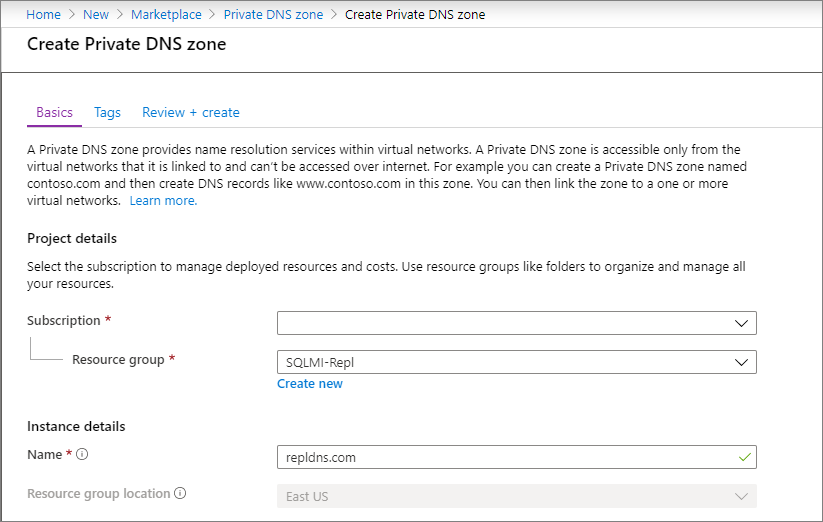 Home > New > Marketplace > Private DNS zone > Create Private DNS zone
Create Private DNS zone
Basics Tags Review + create
A Private DNS zone provides name resolution services within virtual networks. A Private DNS zone is accessible only from the
virtual networks that it is linked to and can't be accessed over internet. For example you can create a Private DNS zone named
contoso.com and then create DNS records like www.contoso.com in this zone. You can then link the zone to a one or more
virtual networks. Learn more.
Project details
Select the subscription to manage deployed resources and costs. Use resource groups like folders to organize and manage all
your resources.
Subscription *
Resource group * SQLMI-Repl
Create new
Instance details
Name * repldns.com
Resource group location East US